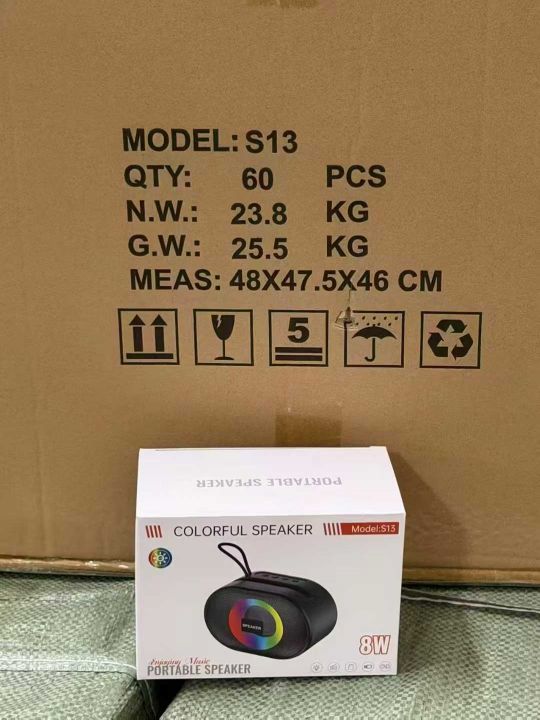 MODEL: S13
QTY: 60 PCS
N.W.: 23.8 KG
G.W.: 25.5 KG
MEAS: 48X47.5X46 CM
5
PORTABLE SPEAKER
COLORFUL SPEAKER
Model:S13
SPEAKER
8W
Enjoying Music
PORTABLE SPEAKER